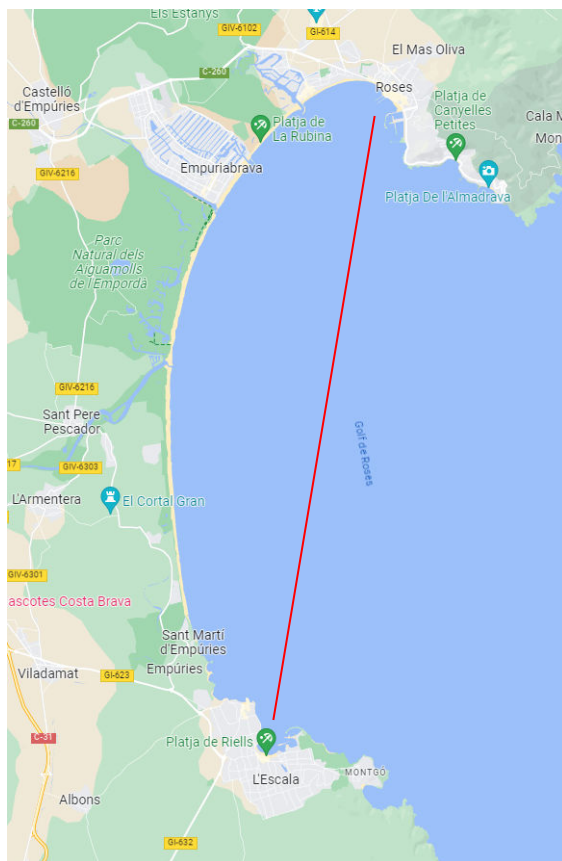 Els Estanys
GIV-6102
GI-614
El Mas Oliva
C-260
Castelló
d'Empúries
Roses
Platja de
Canyelles
Petites
C-260
Platja de
La Rubina
Cala M
Mon
Empuriabrava
GIV-6216
Platja De l'Almadrava
Parc
Natural dels
Aiguamolls
de l'Empordà
GIV-6216
Sant Pere
Pescador
Golf de Roses
17
GIV-6303
L'Armentera
El Cortal Gran
GIV-6301
ascotes Costa Brava
Sant Martí
d'Empúries
Empúries
Viladamat
GI-623
C-31
Platja de Riells
L'Escala
MONTGÓ
Albons
GI-632